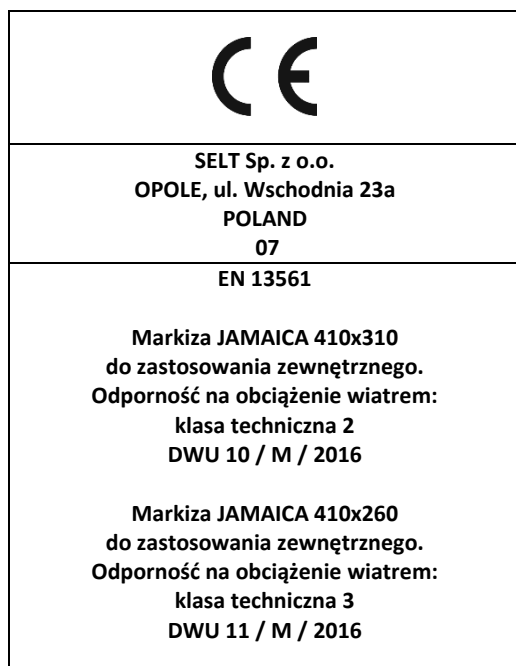 CE
SELT Sp. z o.o.
OPOLE, ul. Wschodnia 23a
POLAND
07
EN 13561
Markiza JAMAICA 410x310
do zastosowania zewnętrznego.
Odporność na obciążenie wiatrem:
klasa techniczna 2
DWU 10 / M / 2016
Markiza JAMAICA 410x260
do zastosowania zewnętrznego.
Odporność na obciążenie wiatrem:
klasa techniczna 3
DWU 11 / M / 2016